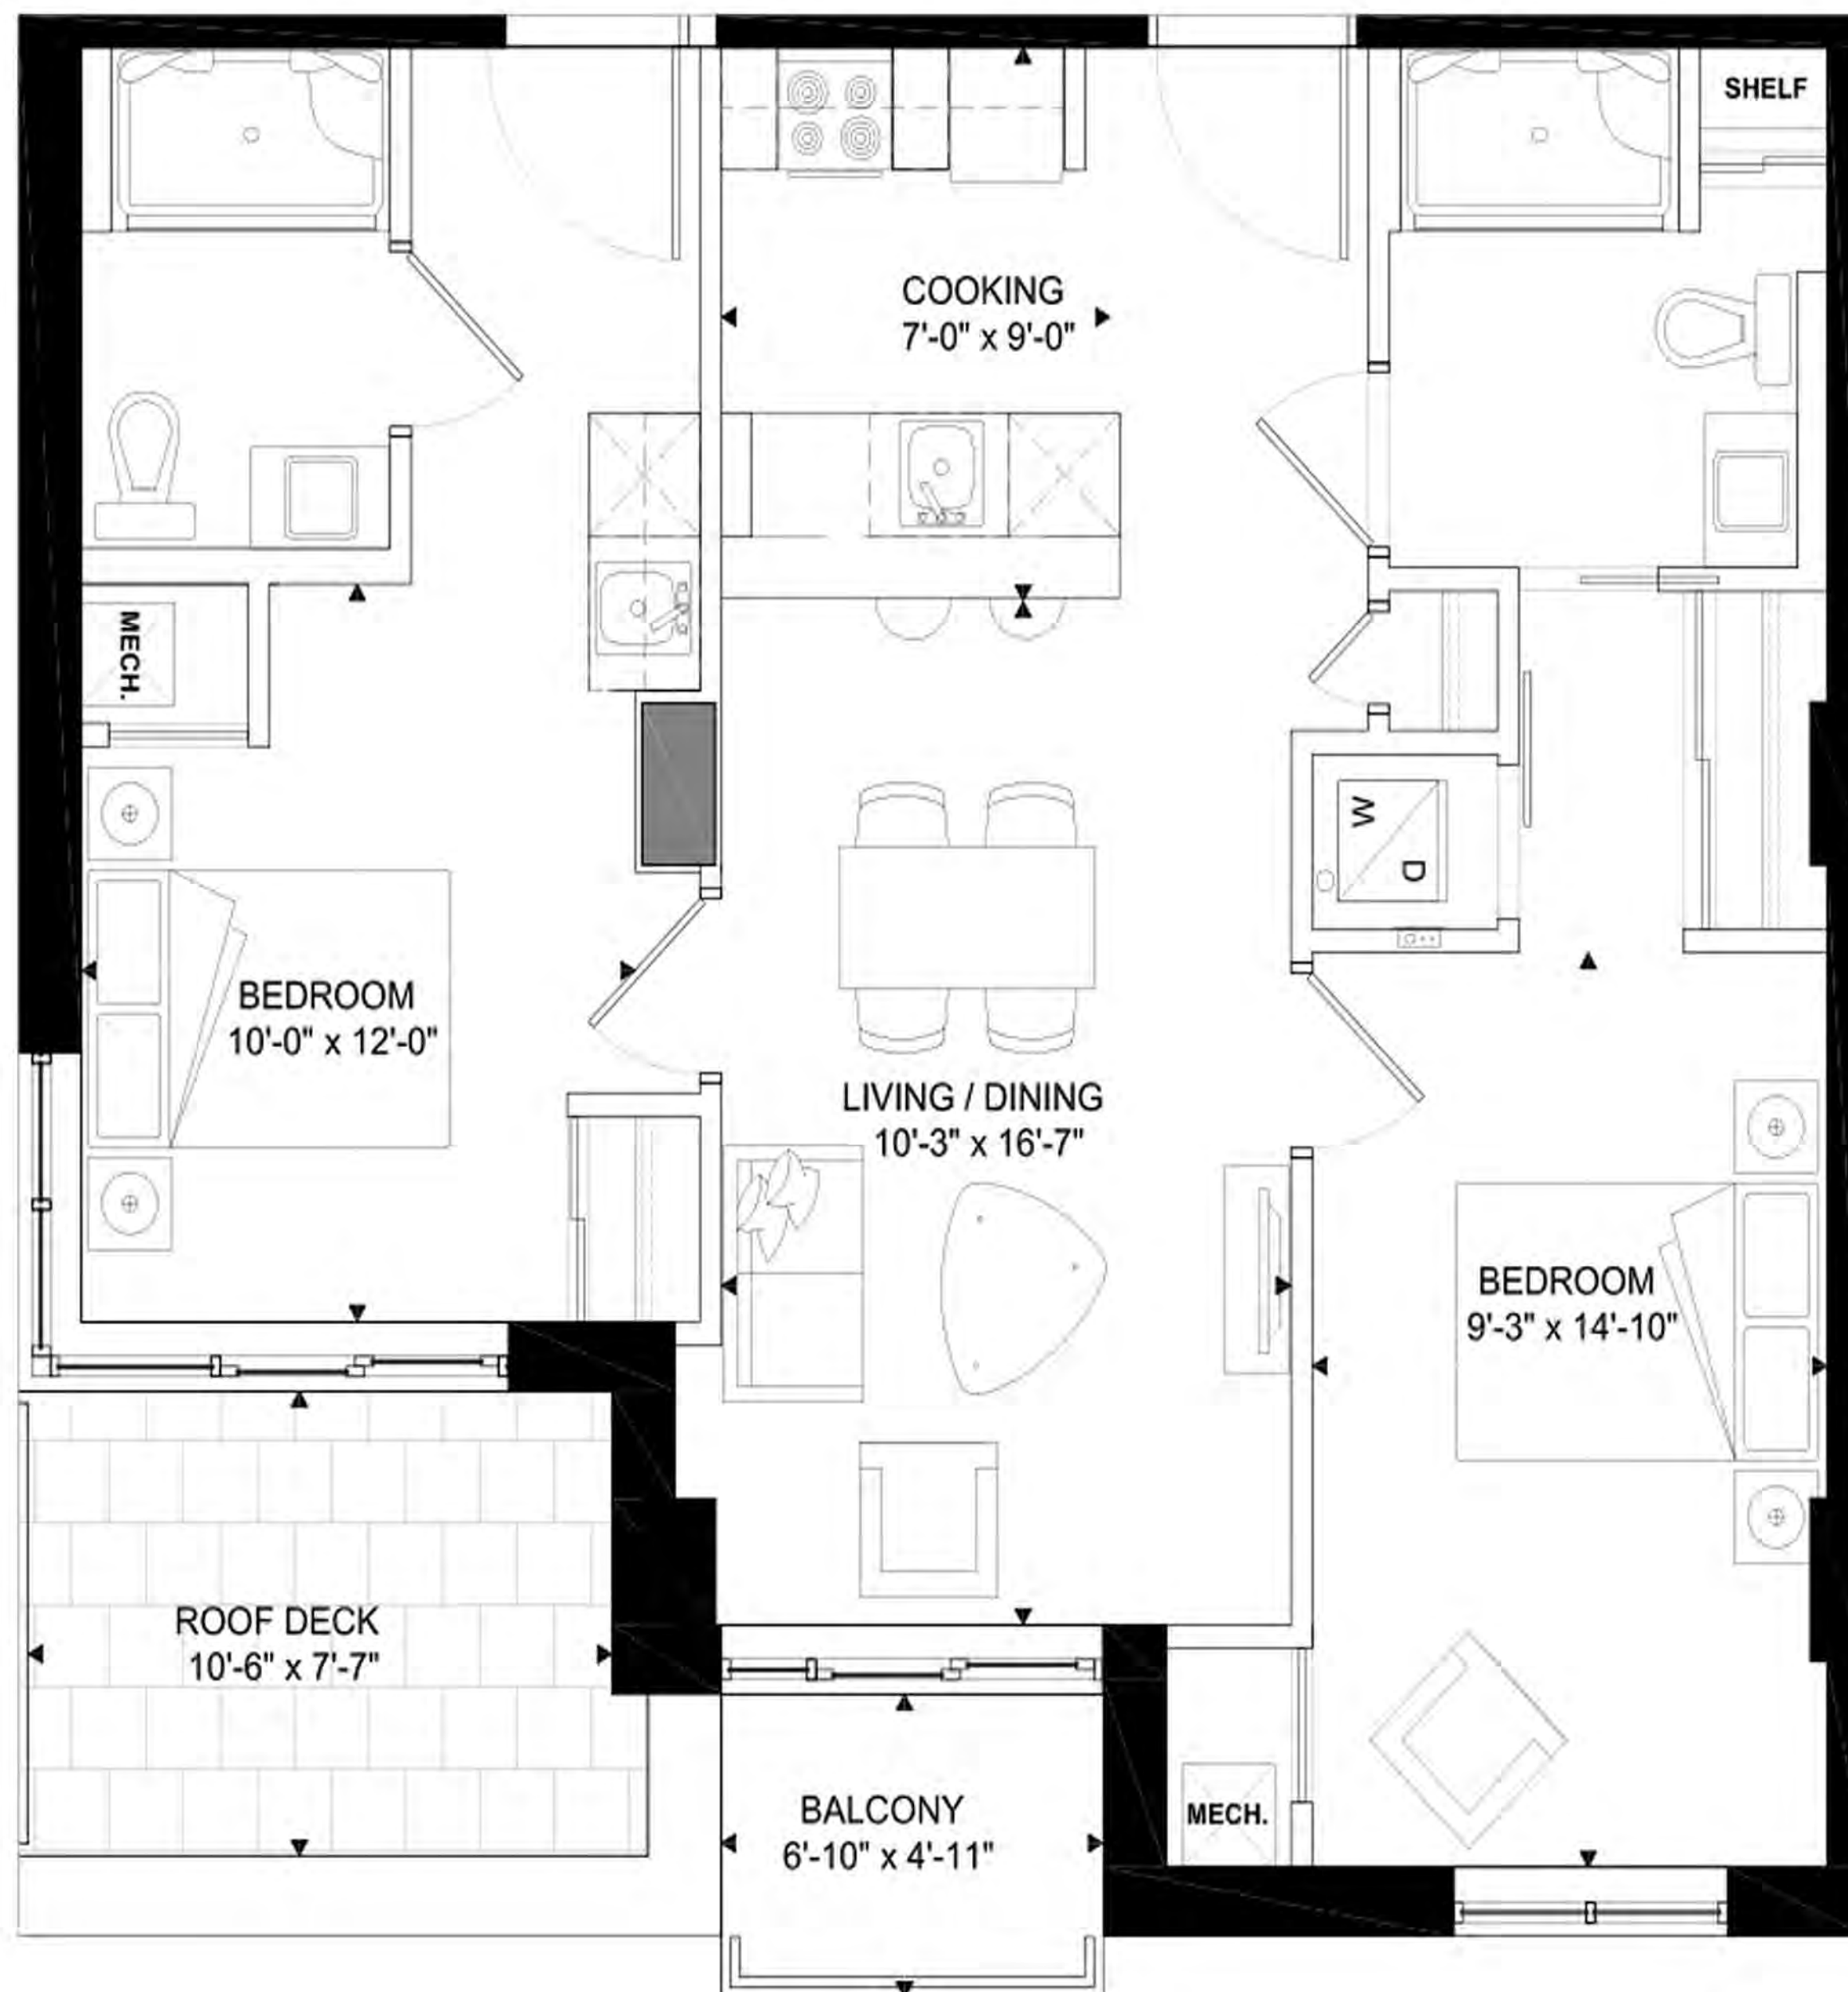 SHELF
COOKING
7'-0" x 9'-0"
MECH.
W
D
BEDROOM
10'-0" x 12'-0"
LIVING / DINING
10'-3" x 16'-7"
BEDROOM
9'-3" x 14'-10"
ROOF DECK
10'-6" x 7'-7"
BALCONY
6'-10" x 4'-11"
MECH.